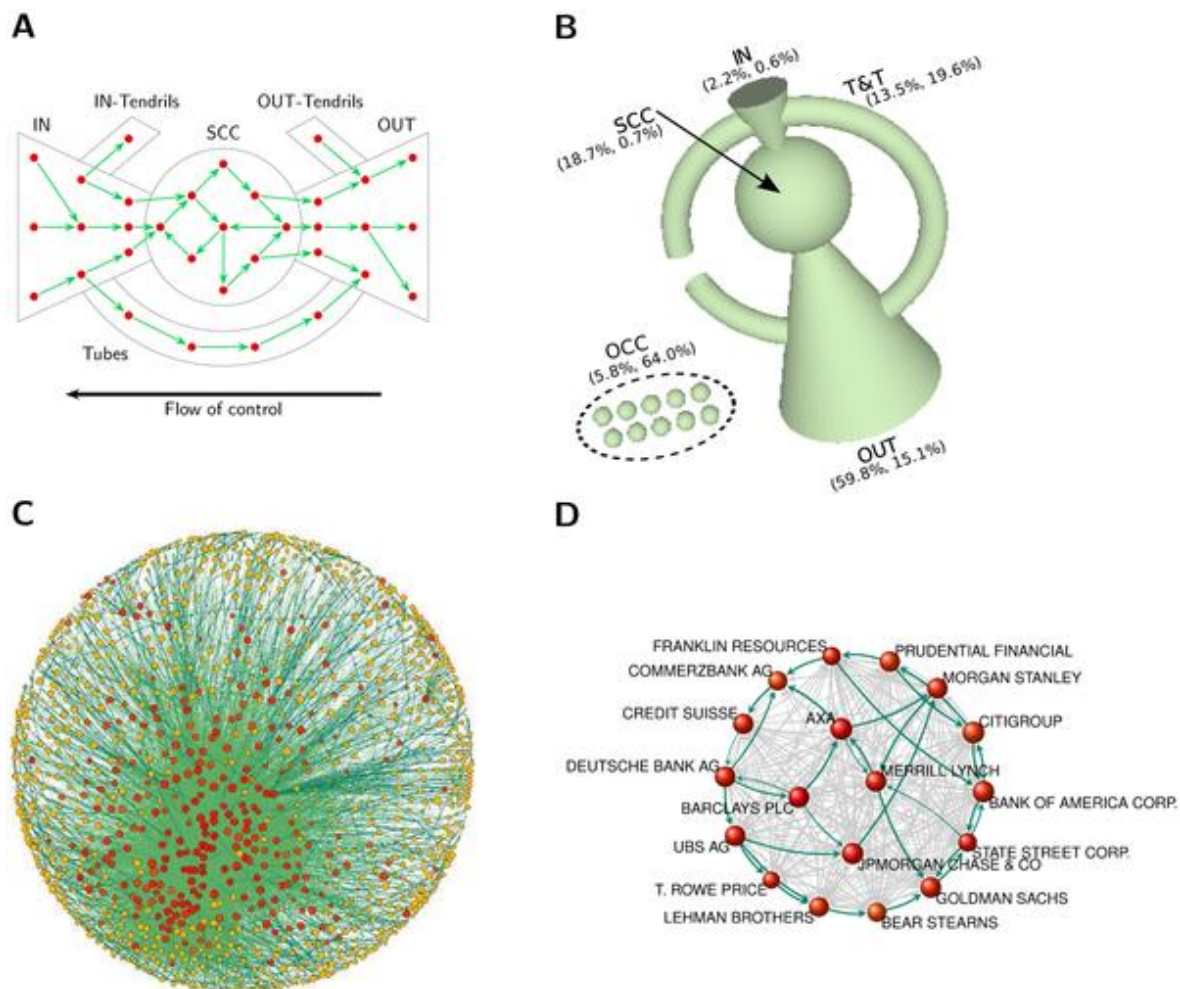 A
IN-Tendrils
OUT-Tendrils
IN
SCC
OUT
Tubes
Flow of control
B
IN
(2.2%, 0.6%)
T&T
(13.5%, 19.6%)
SCC
(18.7%, 0.7%)
OCC
(5.8%, 64.0%)
OUT
(59.8%, 15.1%)
C
D
FRANKLIN RESOURCES
PRUDENTIAL FINANCIAL
COMMERZBANK AG
MORGAN STANLEY
CREDIT SUISSE
AXA
CITIGROUP
DEUTSCHE BANK AG
MERRILL LYNCH
BARCLAYS PLC
BANK OF AMERICA CORP.
UBS AG
STATE STREET CORP.
JPMORGAN CHASE & CO
T. ROWE PRICE
GOLDMAN SACHS
LEHMAN BROTHERS
BEAR STEARNS